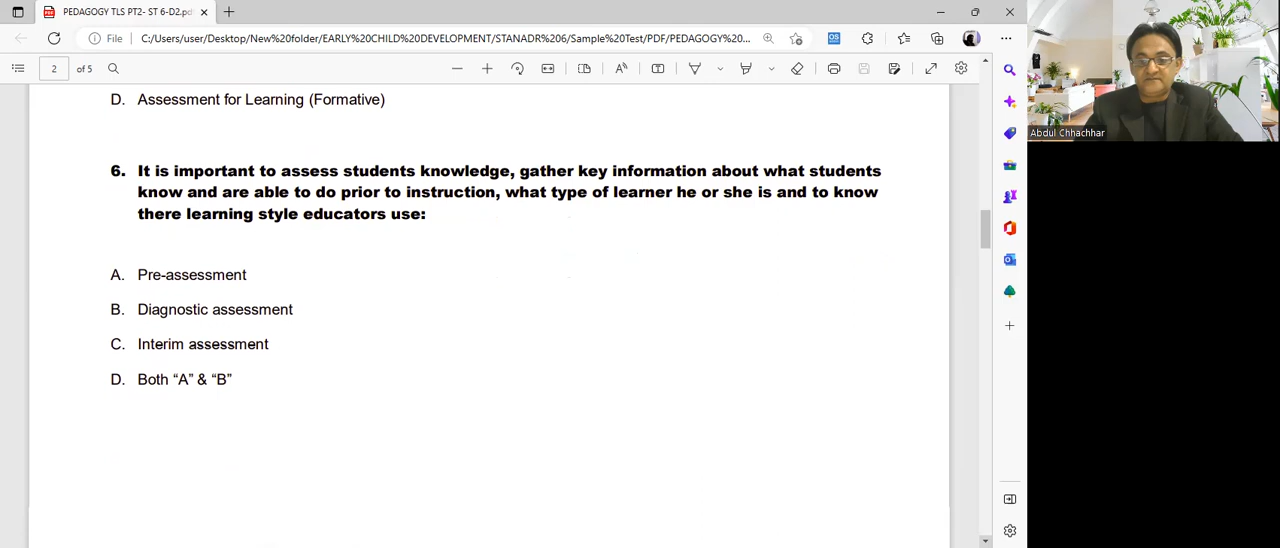 PEDAGOGY TLS PT2- ST 6-D2.pdf
File C:/Users/user/Desktop/New%20folder/EARLY%20CHILD%20DEVELOPMENT/STANADR%206/Sample%20Test/PDF/PEDAGOGY%20...
2 of 5
D. Assessment for Learning (Formative)
6. It is important to assess students knowledge, gather key information about what students
know and are able to do prior to instruction, what type of learner he or she is and to know
there learning style educators use:
A. Pre-assessment
B. Diagnostic assessment
C. Interim assessment
D. Both “A” & “B”
Abdul Chhachhar